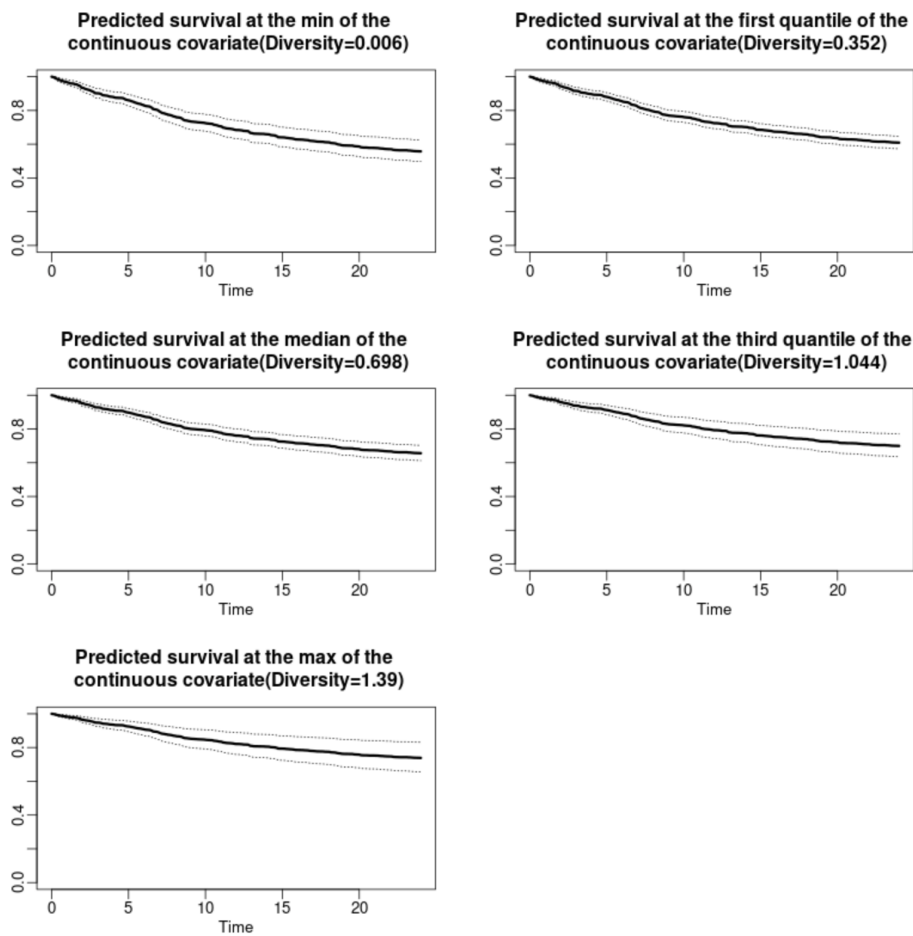 Predicted survival at the min of the
continuous covariate(Diversity=0.006)
0.8
0.4
0.0
0 5 10 15 20
Time
Predicted survival at the first quantile of the
continuous covariate(Diversity=0.352)
0.8
0.4
0.0
0 5 10 15 20
Time
Predicted survival at the median of the
continuous covariate(Diversity=0.698)
0.8
0.4
0.0
0 5 10 15 20
Time
Predicted survival at the third quantile of the
continuous covariate(Diversity=1.044)
0.8
0.4
0.0
0 5 10 15 20
Time
Predicted survival at the max of the
continuous covariate(Diversity=1.39)
0.8
0.4
0.0
0 5 10 15 20
Time